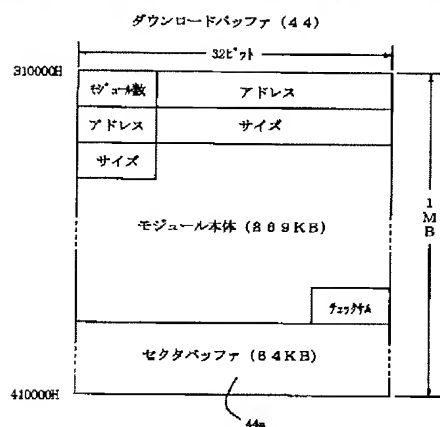 ダウンロードバッファ (44)
32ビット
310000H
モジュール数
アドレス
アドレス
サイズ
サイズ
モジュール本体 (869KB)
1MB
チェックサム
セクタバッファ (64KB)
410000H
44a